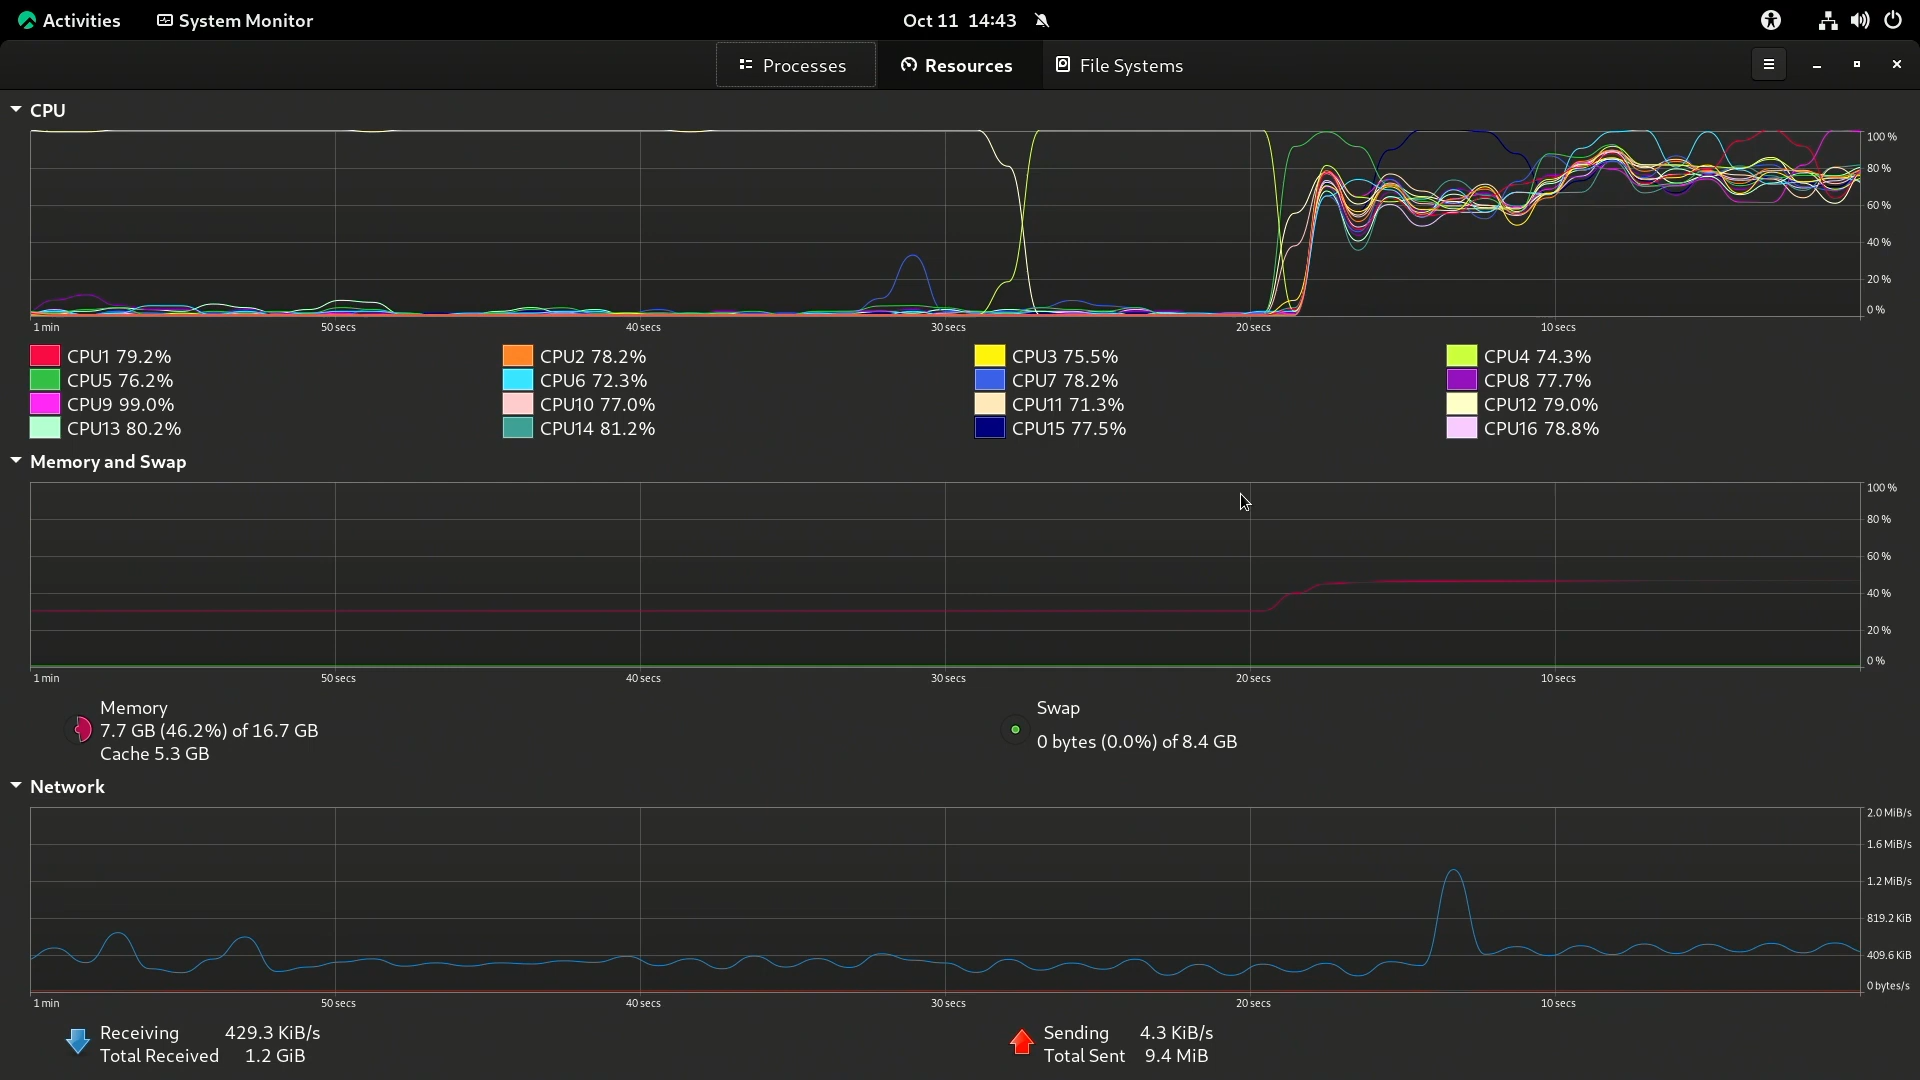 Activities System Monitor Oct 11 14:43
Processes Resources File Systems
CPU
100 %
80 %
60 %
40 %
20 %
0 %
1 min 50 secs 40 secs 30 secs 20 secs 10 secs
CPU1 79.2% CPU2 78.2% CPU3 75.5% CPU4 74.3%
CPU5 76.2% CPU6 72.3% CPU7 78.2% CPU8 77.7%
CPU9 99.0% CPU10 77.0% CPU11 71.3% CPU12 79.0%
CPU13 80.2% CPU14 81.2% CPU15 77.5% CPU16 78.8%
Memory and Swap
100 %
80 %
60 %
40 %
20 %
0 %
1 min 50 secs 40 secs 30 secs 20 secs 10 secs
Memory
7.7 GB (46.2%) of 16.7 GB
Cache 5.3 GB
Swap
0 bytes (0.0%) of 8.4 GB
Network
2.0 MiB/s
1.6 MiB/s
1.2 MiB/s
819.2 KiB
409.6 KiB
0 bytes/s
1 min 50 secs 40 secs 30 secs 20 secs 10 secs
Receiving 429.3 KiB/s
Total Received 1.2 GiB
Sending 4.3 KiB/s
Total Sent 9.4 MiB